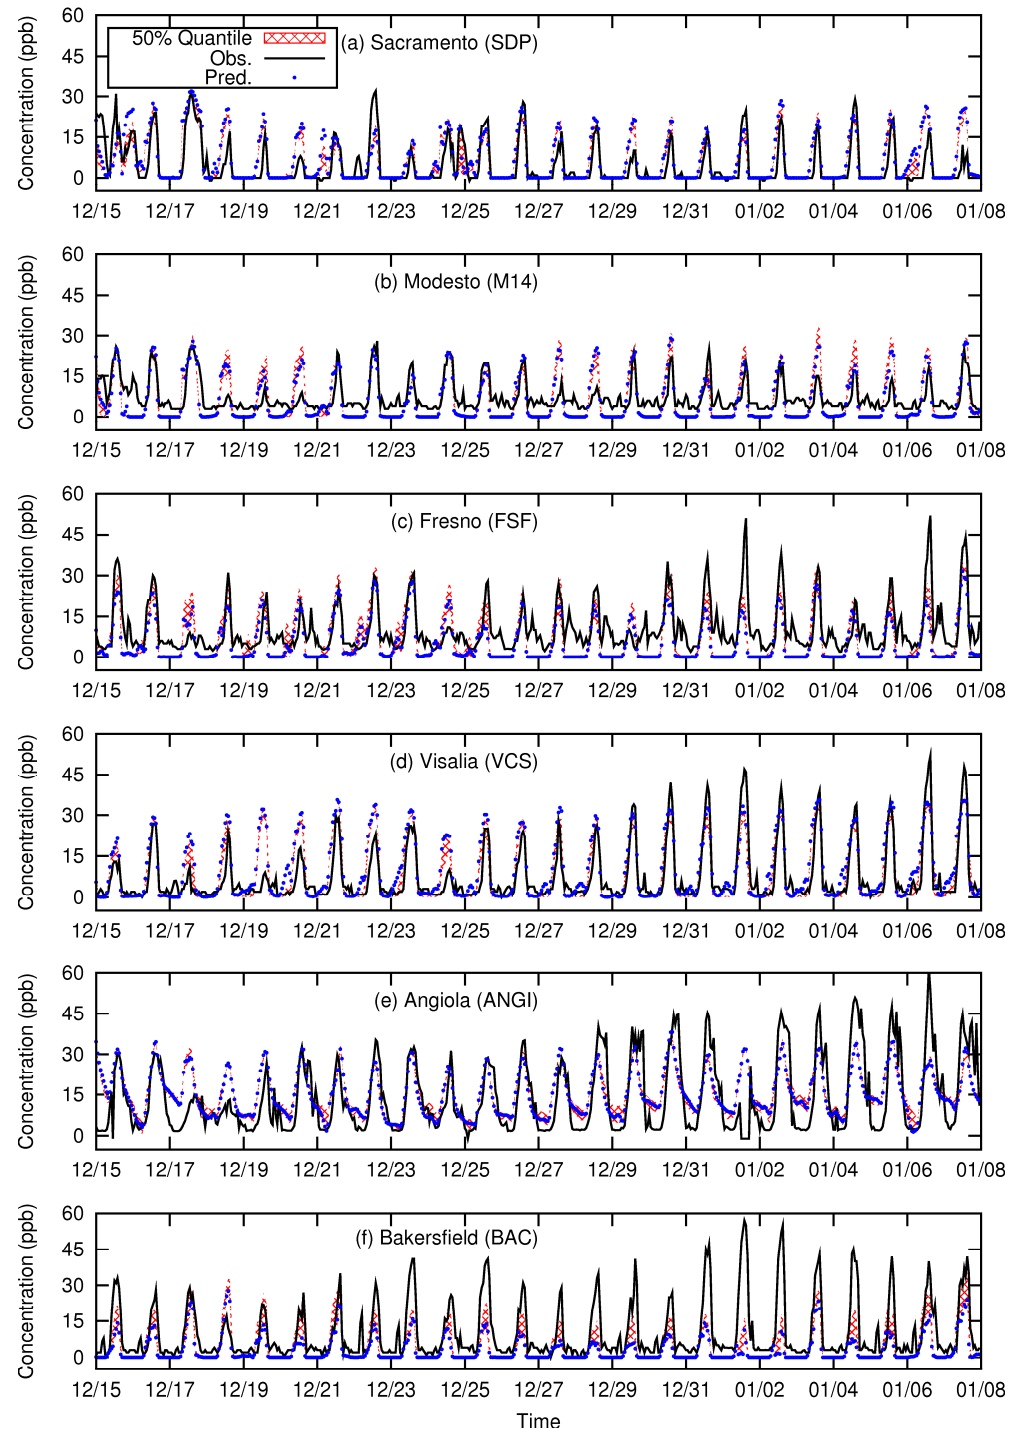 50% Quantile
Obs.
Pred.
(a) Sacramento (SDP)
Concentration (ppb)
60
45
30
15
0
12/15 12/17 12/19 12/21 12/23 12/25 12/27 12/29 12/31 01/02 01/04 01/06 01/08
(b) Modesto (M14)
Concentration (ppb)
60
45
30
15
0
12/15 12/17 12/19 12/21 12/23 12/25 12/27 12/29 12/31 01/02 01/04 01/06 01/08
(c) Fresno (FSF)
Concentration (ppb)
60
45
30
15
0
12/15 12/17 12/19 12/21 12/23 12/25 12/27 12/29 12/31 01/02 01/04 01/06 01/08
(d) Visalia (VCS)
Concentration (ppb)
60
45
30
15
0
12/15 12/17 12/19 12/21 12/23 12/25 12/27 12/29 12/31 01/02 01/04 01/06 01/08
(e) Angiola (ANGI)
Concentration (ppb)
60
45
30
15
0
12/15 12/17 12/19 12/21 12/23 12/25 12/27 12/29 12/31 01/02 01/04 01/06 01/08
(f) Bakersfield (BAC)
Concentration (ppb)
60
45
30
15
0
12/15 12/17 12/19 12/21 12/23 12/25 12/27 12/29 12/31 01/02 01/04 01/06 01/08
Time